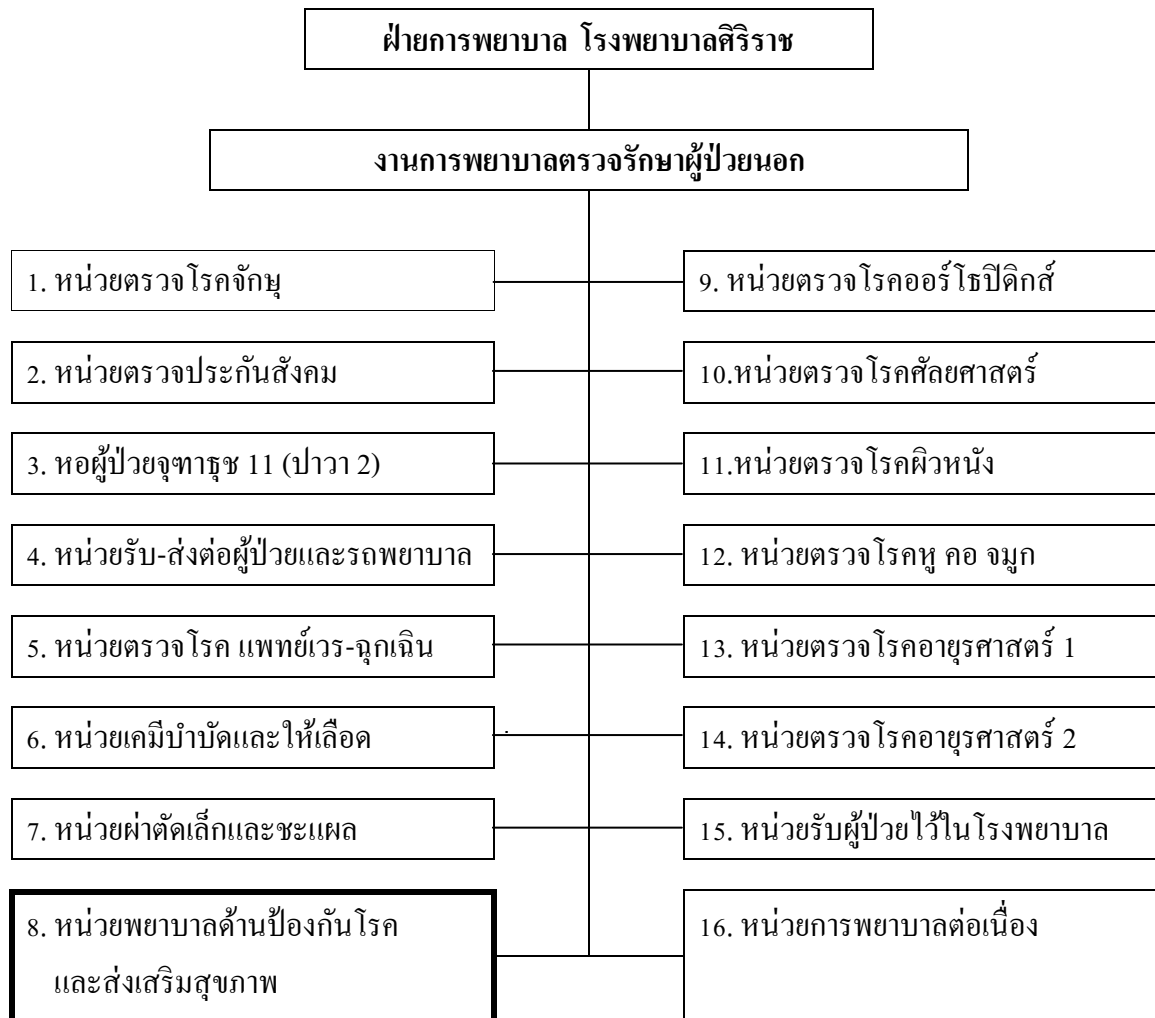 ฝ่ายการพยาบาล โรงพยาบาลศิริราช
งานการพยาบาลตรวจรักษาผู้ป่วยนอก
1. หน่วยตรวจโรคจักษุ
2. หน่วยตรวจประกันสังคม
3. หอผู้ป่วยจุฑาธุช 11 (ปาวา 2)
4. หน่วยรับ-ส่งต่อผู้ป่วยและรถพยาบาล
5. หน่วยตรวจโรค แพทย์เวร-ฉุกเฉิน
6. หน่วยเคมีบำบัดและให้เลือด
7. หน่วยผ่าตัดเล็กและชะแผล
8. หน่วยพยาบาลด้านป้องกันโรค
และส่งเสริมสุขภาพ
9. หน่วยตรวจโรคออร์โธปิดิกส์
10.หน่วยตรวจโรคศัลยศาสตร์
11.หน่วยตรวจโรคผิวหนัง
12. หน่วยตรวจโรคหู คอ จมูก
13. หน่วยตรวจโรคอายุรศาสตร์ 1
14. หน่วยตรวจโรคอายุรศาสตร์ 2
15. หน่วยรับผู้ป่วยไว้ในโรงพยาบาล
16. หน่วยการพยาบาลต่อเนื่อง